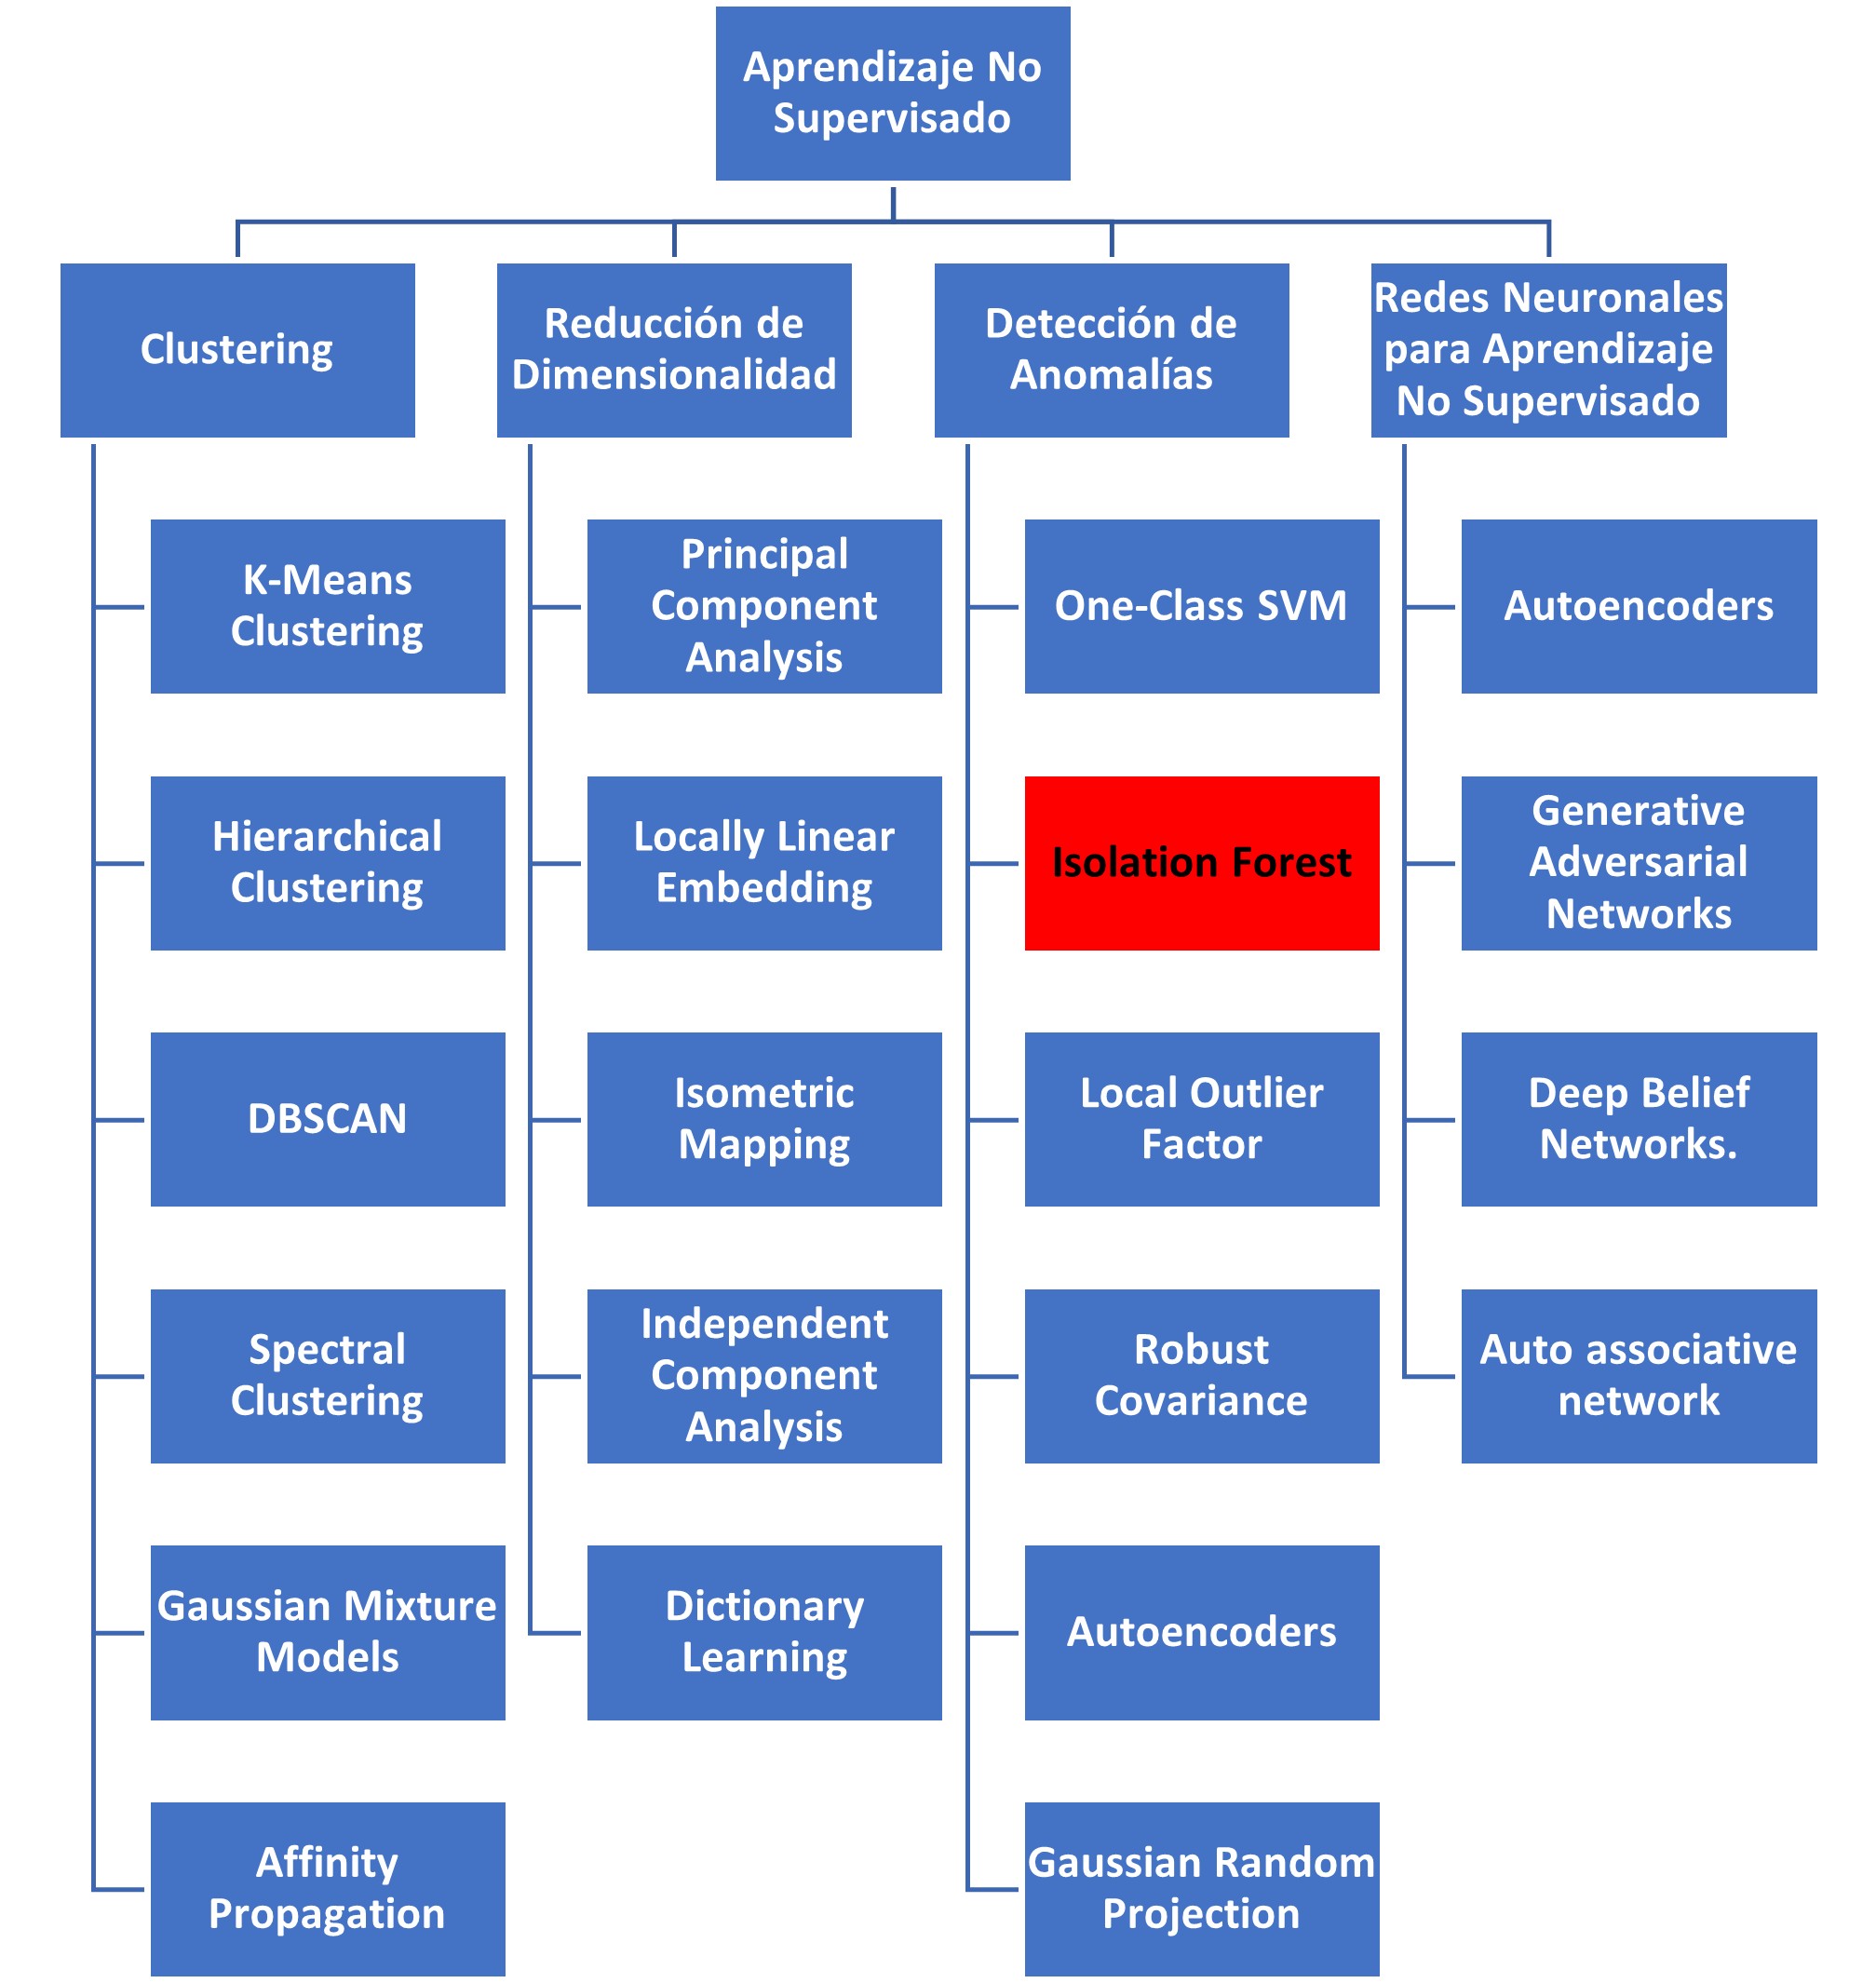 Aprendizaje No
Supervisado
Clustering
Reducción de
Dimensionalidad
Detección de
Anomalías
Redes Neuronales
para Aprendizaje
No Supervisado
K-Means
Clustering
Hierarchical
Clustering
DBSCAN
Spectral
Clustering
Gaussian Mixture
Models
Affinity
Propagation
Principal
Component
Analysis
Locally Linear
Embedding
Isometric
Mapping
Independent
Component
Analysis
Dictionary
Learning
One-Class SVM
Isolation Forest
Local Outlier
Factor
Robust
Covariance
Autoencoders
Gaussian Random
Projection
Autoencoders
Generative
Adversarial
Networks
Deep Belief
Networks.
Auto associative
network